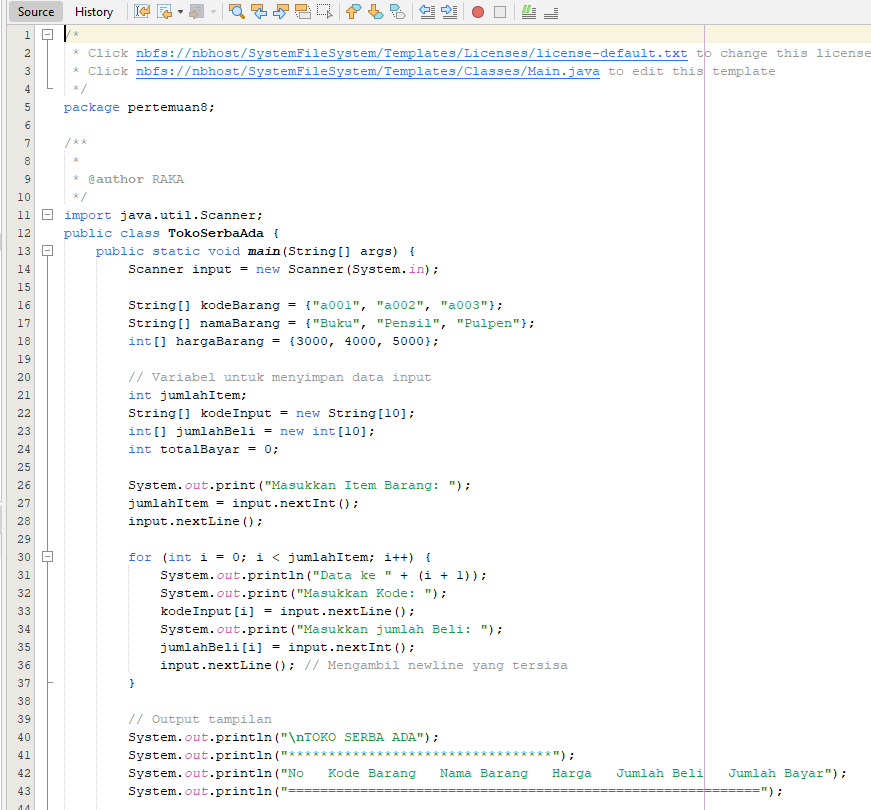 Source History
1 /*
2  * Click nbfs://nbhost/SystemFileSystem/Templates/Licenses/license-default.txt to change this license
3  * Click nbfs://nbhost/SystemFileSystem/Templates/Classes/Main.java to edit this template
4  */
5 package pertemuan8;
6
7 /**
8  *
9  * @author RAKA
10  */
11 import java.util.Scanner;
12 public class TokoSerbaAda {
13     public static void main(String[] args) {
14         Scanner input = new Scanner(System.in);
15
16         String[] kodeBarang = {"a001", "a002", "a003"};
17         String[] namaBarang = {"Buku", "Pensil", "Pulpen"};
18         int[] hargaBarang = {3000, 4000, 5000};
19
20         // Variabel untuk menyimpan data input
21         int jumlahItem;
22         String[] kodeInput = new String[10];
23         int[] jumlahBeli = new int[10];
24         int totalBayar = 0;
25
26         System.out.print("Masukkan Item Barang: ");
27         jumlahItem = input.nextInt();
28         input.nextLine();
29
30         for (int i = 0; i < jumlahItem; i++) {
31             System.out.println("Data ke " + (i + 1));
32             System.out.print("Masukkan Kode: ");
33             kodeInput[i] = input.nextLine();
34             System.out.print("Masukkan jumlah Beli: ");
35             jumlahBeli[i] = input.nextInt();
36             input.nextLine(); // Mengambil newline yang tersisa
37         }
38
39         // Output tampilan
40         System.out.println("\nTOKO SERBA ADA");
41         System.out.println("*********************************");
42         System.out.println("No   Kode Barang   Nama Barang   Harga   Jumlah Beli   Jumlah Bayar");
43         System.out.println("===========================================================");
44